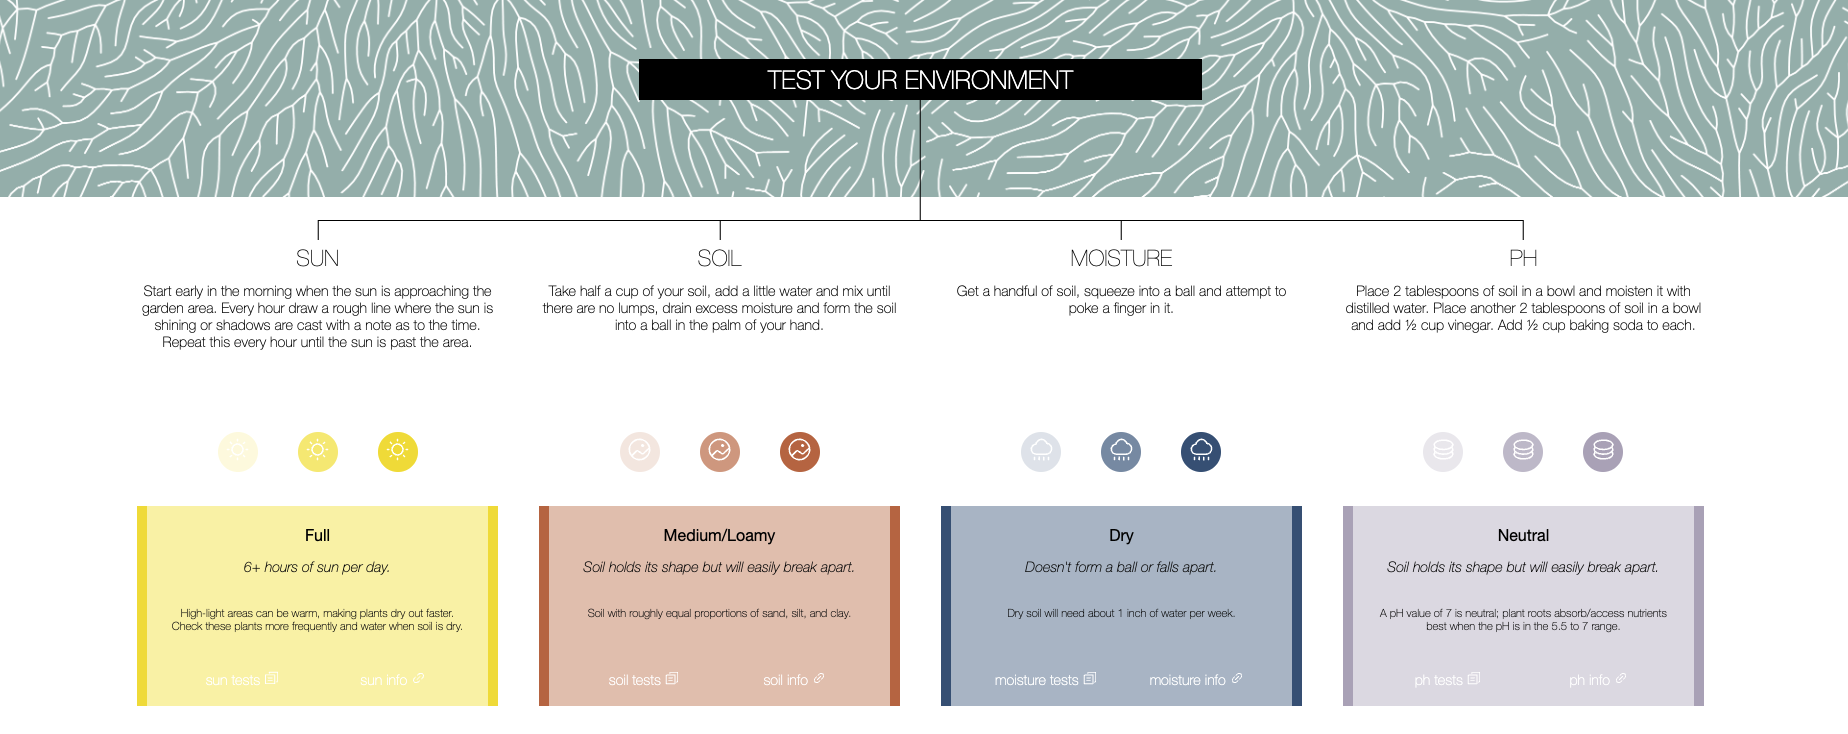 TEST YOUR ENVIRONMENT
SUN
Start early in the morning when the sun is approaching the
garden area. Every hour draw a rough line where the sun is
shining or shadows are cast with a note as to the time.
Repeat this every hour until the sun is past the area.
SOIL
Take half a cup of your soil, add a little water and mix until
there are no lumps, drain excess moisture and form the soil
into a ball in the palm of your hand.
MOISTURE
Get a handful of soil, squeeze into a ball and attempt to
poke a finger in it.
PH
Place 2 tablespoons of soil in a bowl and moisten it with
distilled water. Place another 2 tablespoons of soil in a bowl
and add ½ cup vinegar. Add ½ cup baking soda to each.
Full
6+ hours of sun per day.
High-light areas can be warm, making plants dry out faster.
Check these plants more frequently and water when soil is dry.
sun tests
sun info
Medium/Loamy
Soil holds its shape but will easily break apart.
Soil with roughly equal proportions of sand, silt, and clay.
soil tests
soil info
Dry
Doesn't form a ball or falls apart.
Dry soil will need about 1 inch of water per week.
moisture tests
moisture info
Neutral
Soil holds its shape but will easily break apart.
A pH value of 7 is neutral; plant roots absorb/access nutrients
best when the pH is in the 5.5 to 7 range.
ph tests
ph info